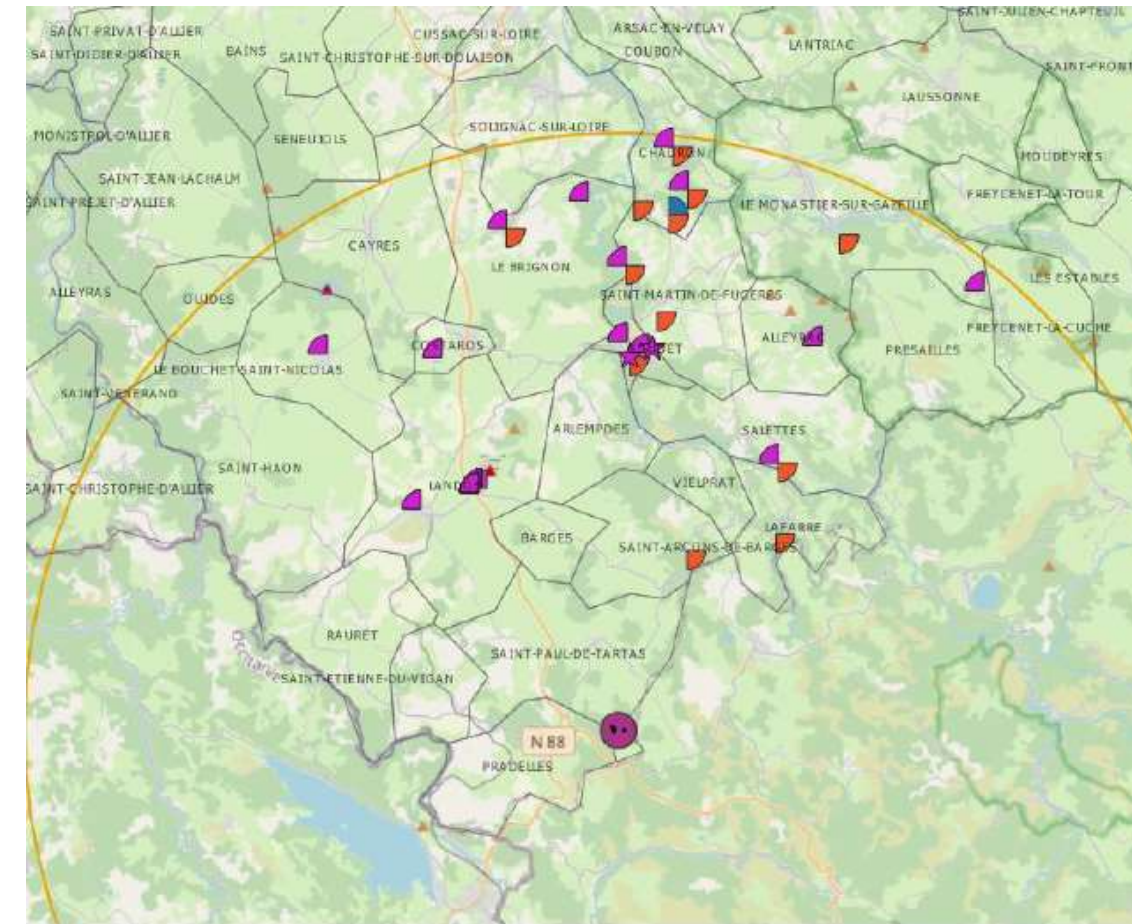 SAINT-PRIVAT-D'ALLIER
CUSSAC-SUR-LOIRE
ARSAC-EN-VELAY
SAINT-JULIEN-CHAPTEUIL
SAINT-DIDIER-D'ALLIER
BAINS
SAINT-CHRISTOPHE-SUR-DOLAISON
COUBON
LANTRIAC
SAINT-FRONT
LAUSSONNE
MONISTROL-D'ALLIER
SENEUJOLS
SOLIGNAC-SUR-LOIRE
CHADRON
MOUDEYRES
SAINT-JEAN-LACHALM
FREYCENET-LA-TOUR
SAINT-PREJET-D'ALLIER
LE MONASTIER-SUR-GAZEILLE
CAYRES
LE BRIGNON
LES ESTABLES
ALLEYRAS
OUIDES
SAINT-MARTIN-DE-FUGERES
FREYCENET-LA-CUCHE
ALLEYRAC
PRESAILLES
LE BOUCHET-SAINT-NICOLAS
SAINT-VENERAND
ARLEMPDES
SALETTES
SAINT-HAON
SAINT-CHRISTOPHE-D'ALLIER
VIELPRAT
LAFARRE
BARGES
SAINT-ARCONS-DE-BARGES
RAURET
Occitanie
SAINT-PAUL-DE-TARTAS
SAINT-ETIENNE-DU-VIGAN
N 88
PRADELLES